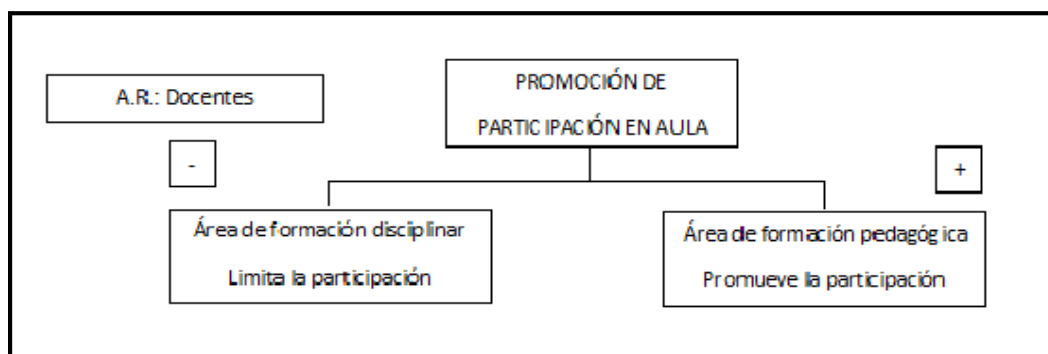 PROMOCIÓN DE
PARTICIPACIÓN EN AULA
A.R.: Docentes
-
+
Área de formación disciplinar
Limita la participación
Área de formación pedagógica
Promueve la participación